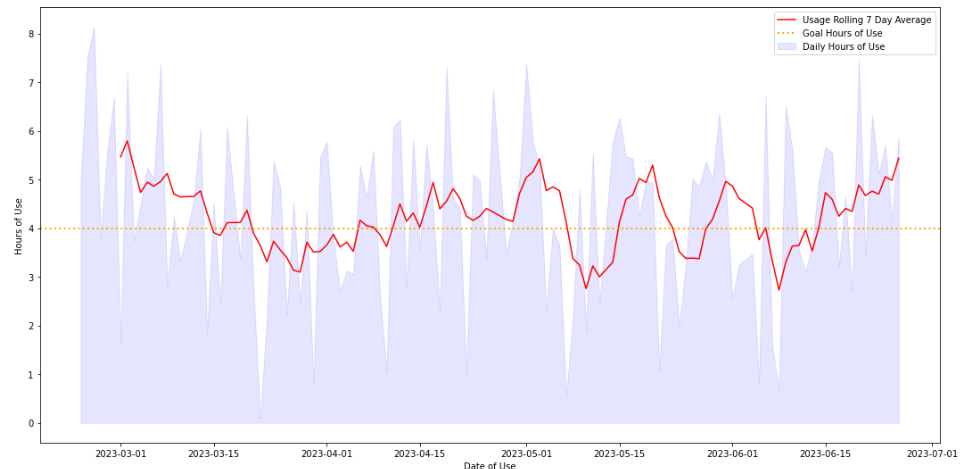 Usage Rolling 7 Day Average
Goal Hours of Use
Daily Hours of Use
8
7
6
5
4
3
2
1
0
Hours of Use
2023-03-01 2023-03-15 2023-04-01 2023-04-15 2023-05-01 2023-05-15 2023-06-01 2023-06-15 2023-07-01
Date of Use